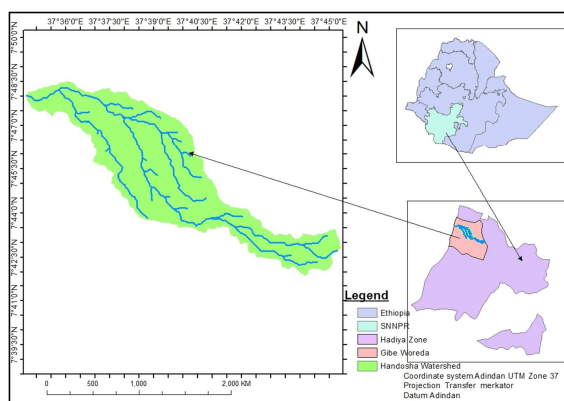 37°36'0"E 37°37'30"E 37°39'0"E 37°40'30"E 37°42'0"E 37°43'30"E 37°45'0"E
N
7°50'0"N
7°48'30"N
7°47'0"N
7°45'30"N
7°44'0"N
7°42'30"N
7°41'0"N
7°39'30"N
Legend
Ethiopia
SNNPR
Hadiya Zone
Gibe Woreda
Handosha Watershed
Coordinate system Adindan UTM Zone 37
Projection Transfer merkator
Datum Adindan
0 500 1,000 2,000 KM